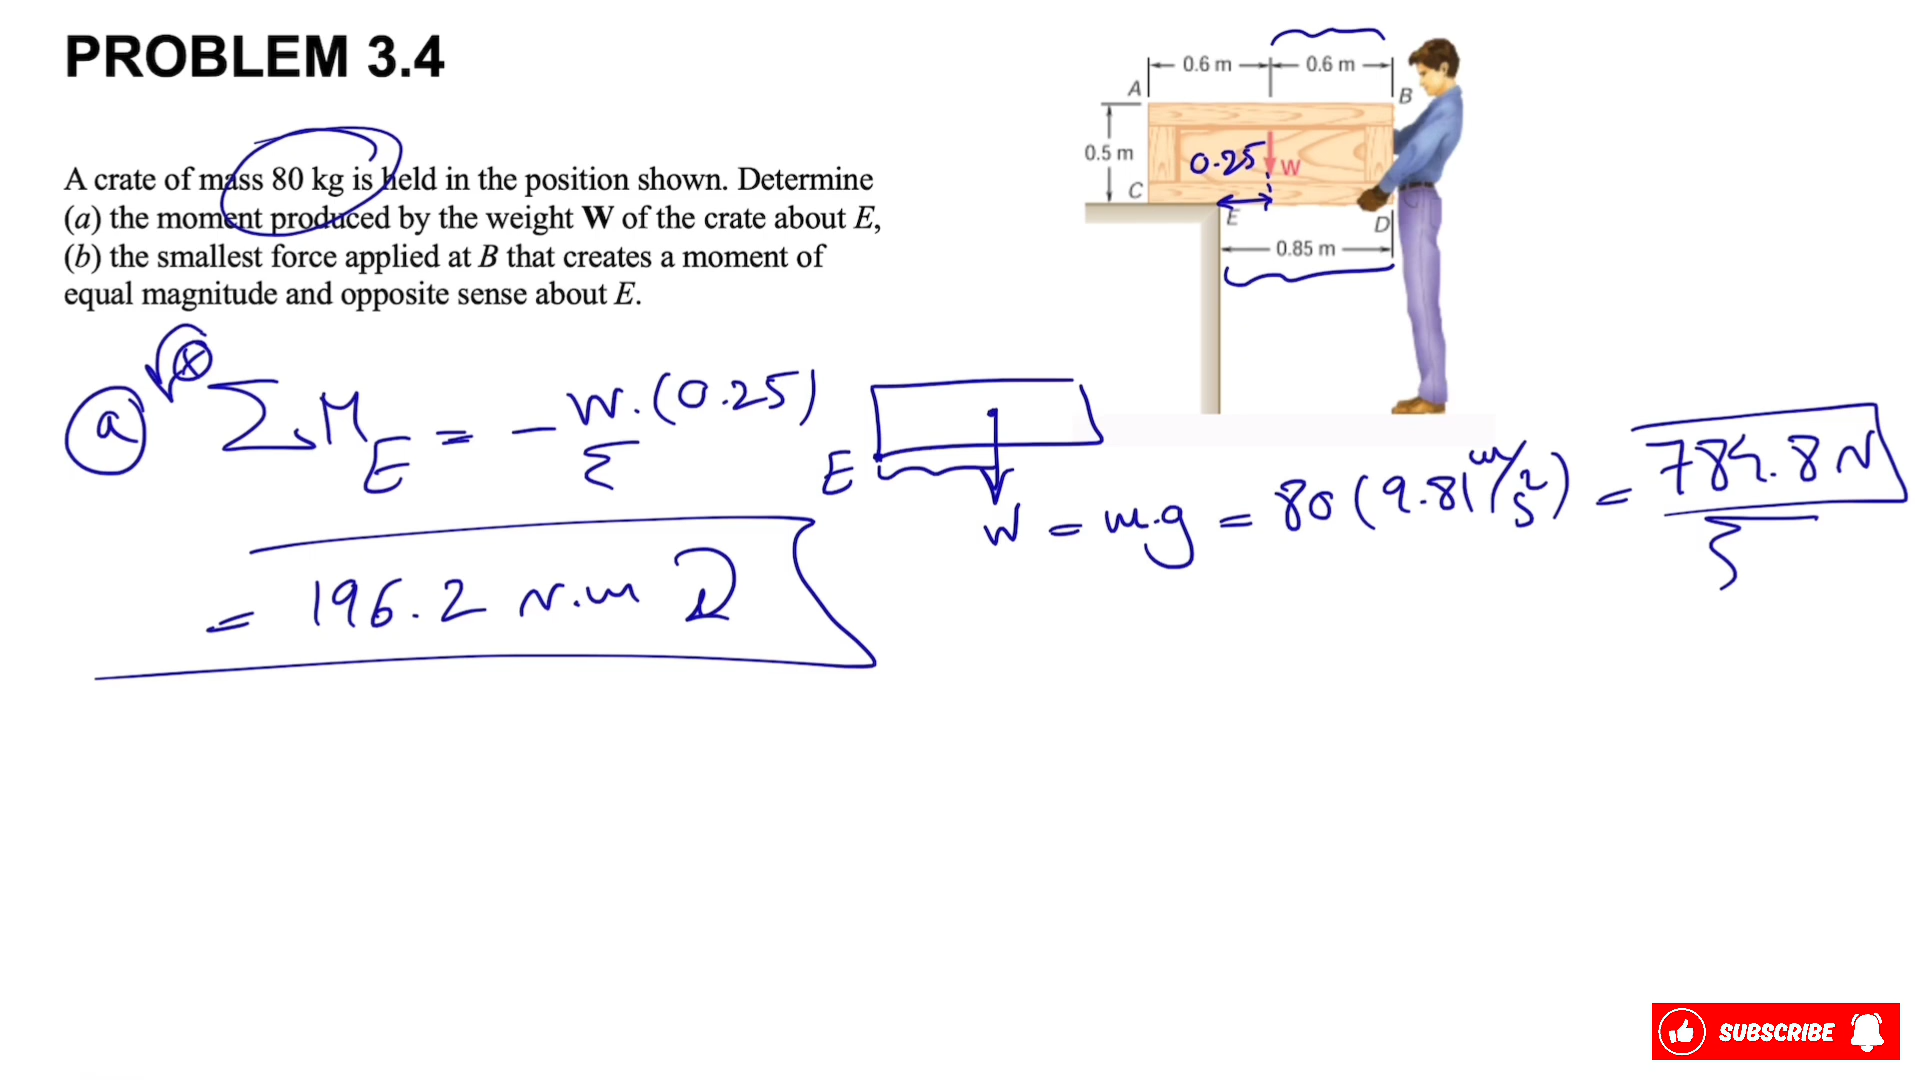 PROBLEM 3.4
A crate of mass 80 kg is held in the position shown. Determine
(a) the moment produced by the weight W of the crate about E,
(b) the smallest force applied at B that creates a moment of
equal magnitude and opposite sense about E.
0.6 m 0.6 m
A B
0.5 m
0.25 W
C
E D
0.85 m
a + ΣM_E = - W.(0.25)
= 196.2 N.m
E
W = m.g = 80 (9.81 m/s²) = 784.8 N
SUBSCRIBE